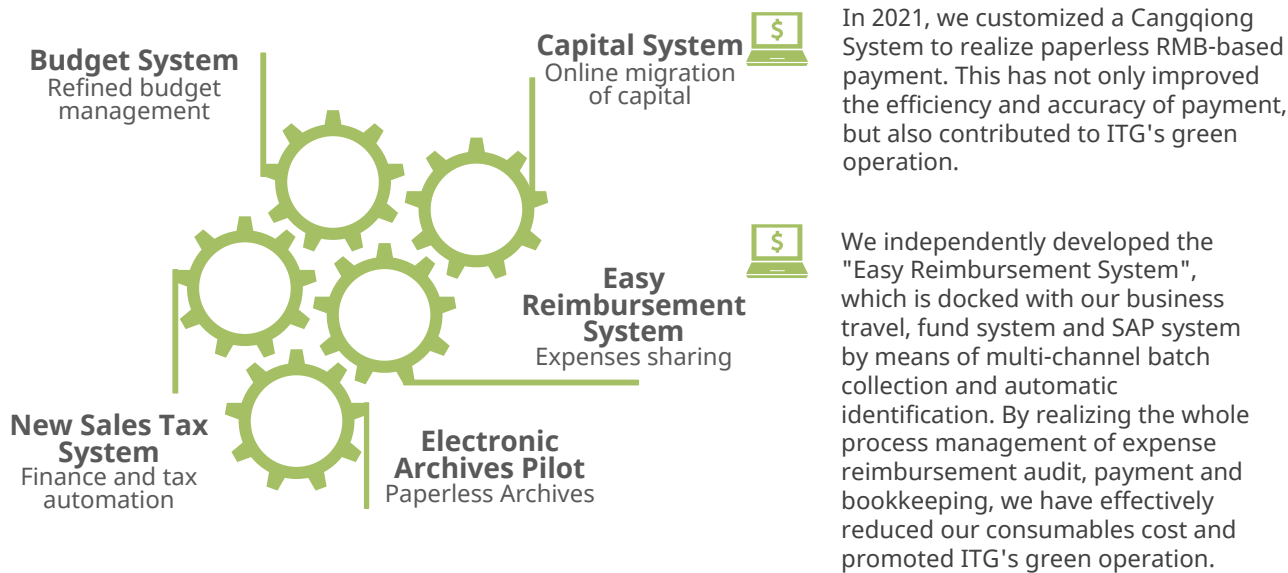 Budget System
Refined budget
management
Capital System
Online migration
of capital
Easy
Reimbursement
System
Expenses sharing
New Sales Tax
System
Finance and tax
automation
Electronic
Archives Pilot
Paperless Archives
$
In 2021, we customized a Cangqiong
System to realize paperless RMB-based
payment. This has not only improved
the efficiency and accuracy of payment,
but also contributed to ITG's green
operation.
$
We independently developed the
"Easy Reimbursement System",
which is docked with our business
travel, fund system and SAP system
by means of multi-channel batch
collection and automatic
identification. By realizing the whole
process management of expense
reimbursement audit, payment and
bookkeeping, we have effectively
reduced our consumables cost and
promoted ITG's green operation.